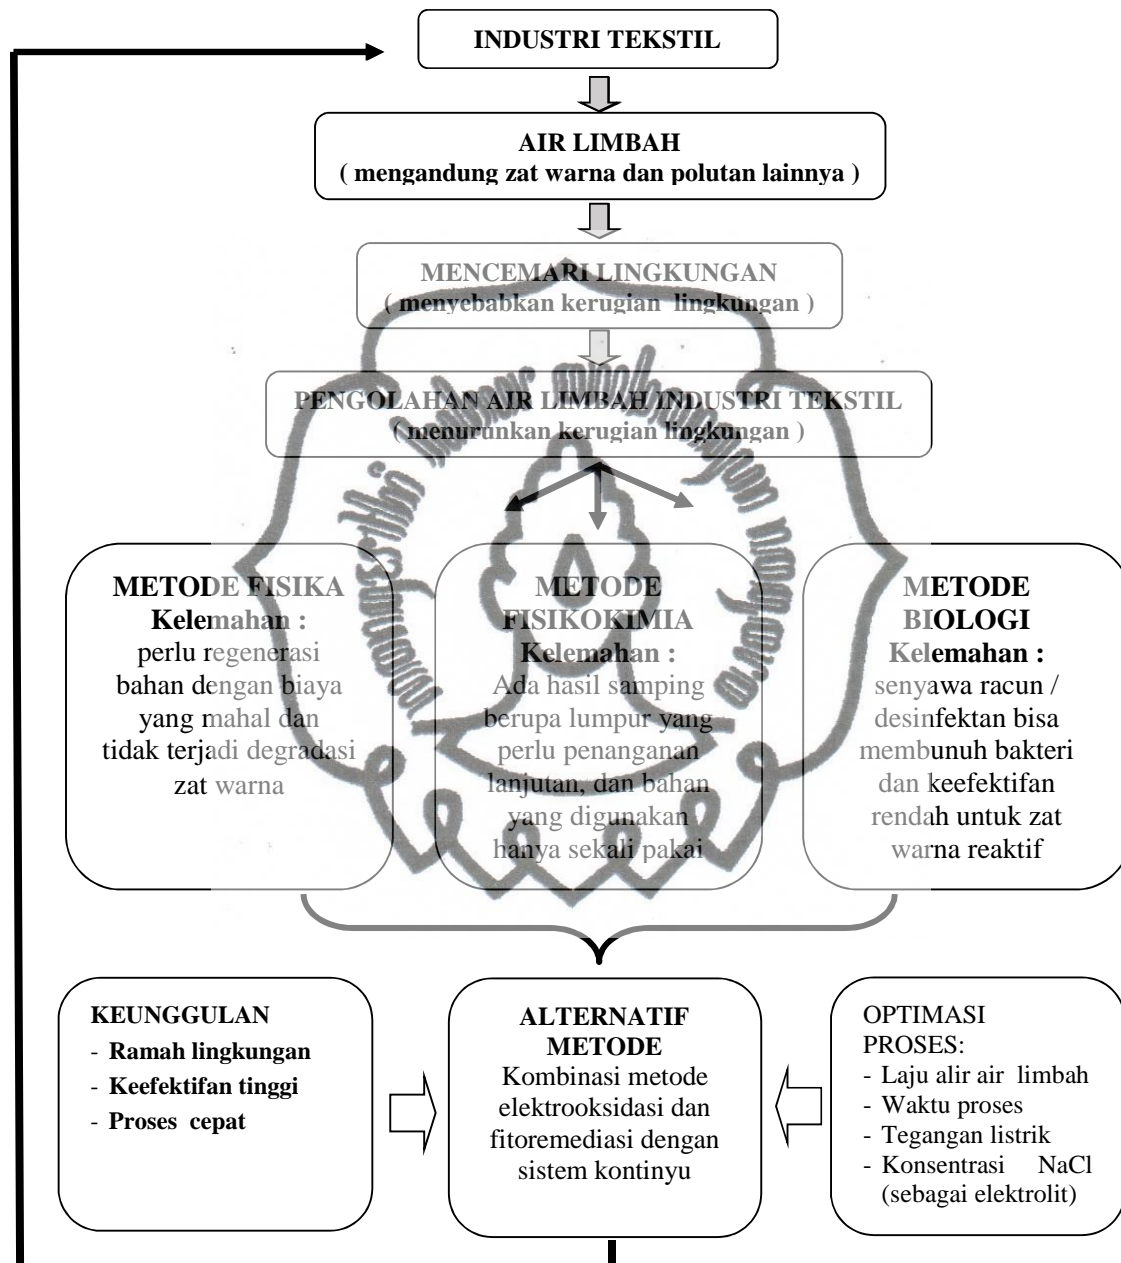 INDUSTRI TEKSTIL
AIR LIMBAH
( mengandung zat warna dan polutan lainnya )
MENCEMARI LINGKUNGAN
( menyebabkan kerugian lingkungan )
PENGOLAHAN AIR LIMBAH INDUSTRI TEKSTIL
( menurunkan kerugian lingkungan )
METODE FISIKA
Kelemahan :
perlu regenerasi
bahan dengan biaya
yang mahal dan
tidak terjadi degradasi
zat warna
METODE
FISIKOKIMIA
Kelemahan :
Ada hasil samping
berupa lumpur yang
perlu penanganan
lanjutan, dan bahan
yang digunakan
hanya sekali pakai
METODE
BIOLOGI
Kelemahan :
senyawa racun /
desinfektan bisa
membunuh bakteri
dan keefektifan
rendah untuk zat
warna reaktif
KEUNGGULAN
- Ramah lingkungan
- Keefektifan tinggi
- Proses cepat
ALTERNATIF
METODE
Kombinasi metode
elektrooksidasi dan
fitoremediasi dengan
sistem kontinyu
OPTIMASI
PROSES:
- Laju alir air limbah
- Waktu proses
- Tegangan listrik
- Konsentrasi NaCl
(sebagai elektrolit)